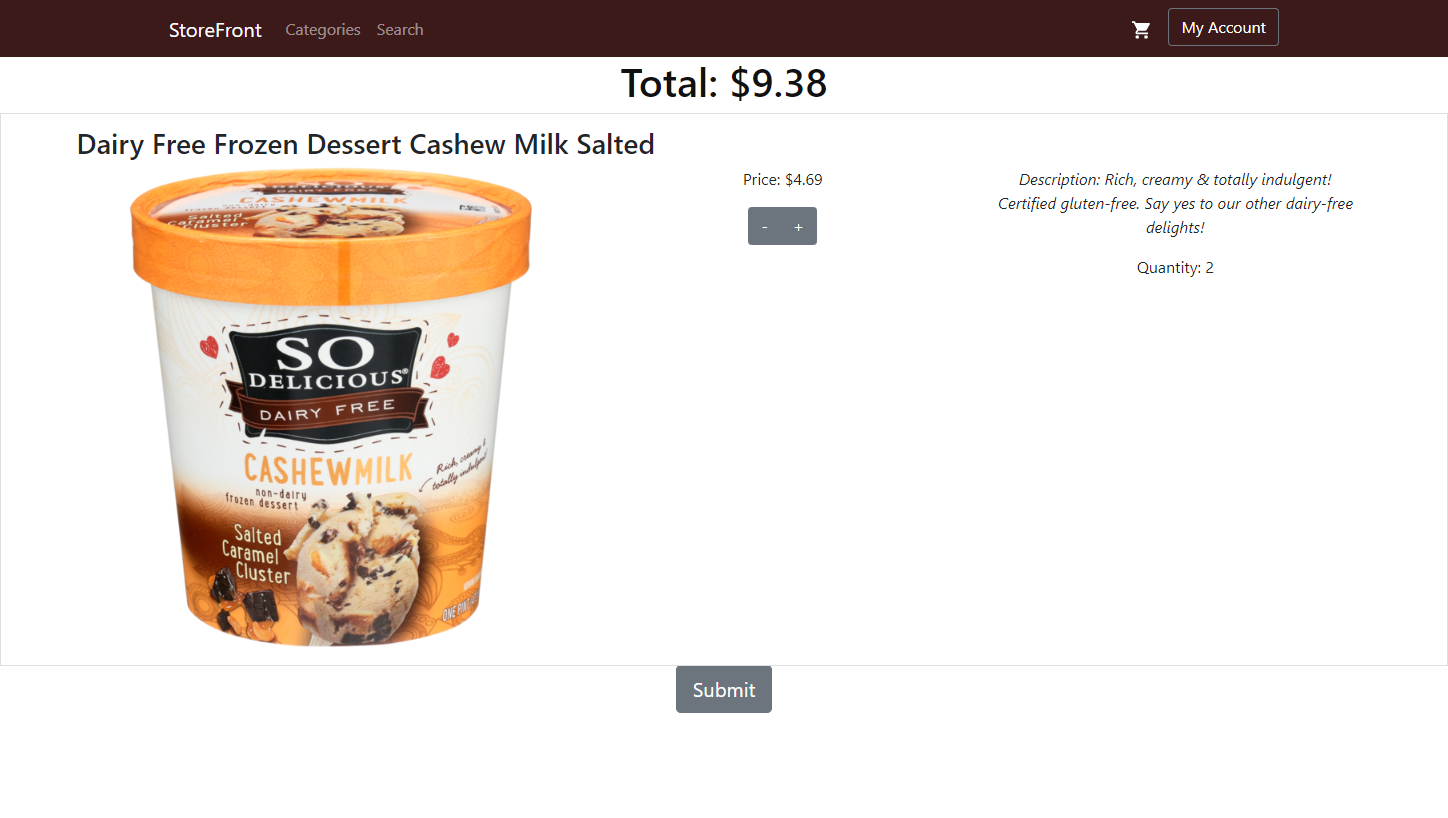 StoreFront Categories Search My Account
Total: $9.38
Dairy Free Frozen Dessert Cashew Milk Salted
DAIRY FREE
CASHEWMILK
Salted
Caramel
Cluster
SO
DELICIOUS®
DAIRY FREE
CASHEWMILK
non-dairy
frozen dessert
Rich, creamy &
totally indulgent!
Salted
Caramel
Cluster
ONE PINT
Price: $4.69
- +
Description: Rich, creamy & totally indulgent!
Certified gluten-free. Say yes to our other dairy-free
delights!
Quantity: 2
Submit